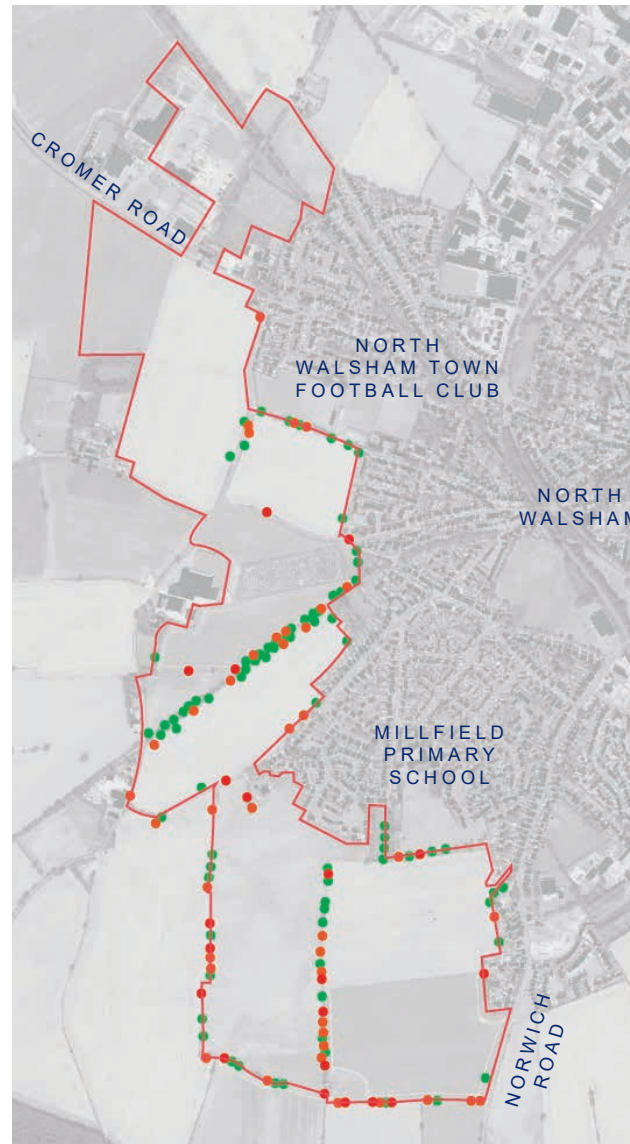 CROMER ROAD
NORTH
WALSHAM TOWN
FOOTBALL CLUB
NORTH
WALSHAM
MILLFIELD
PRIMARY
SCHOOL
NORWICH
ROAD